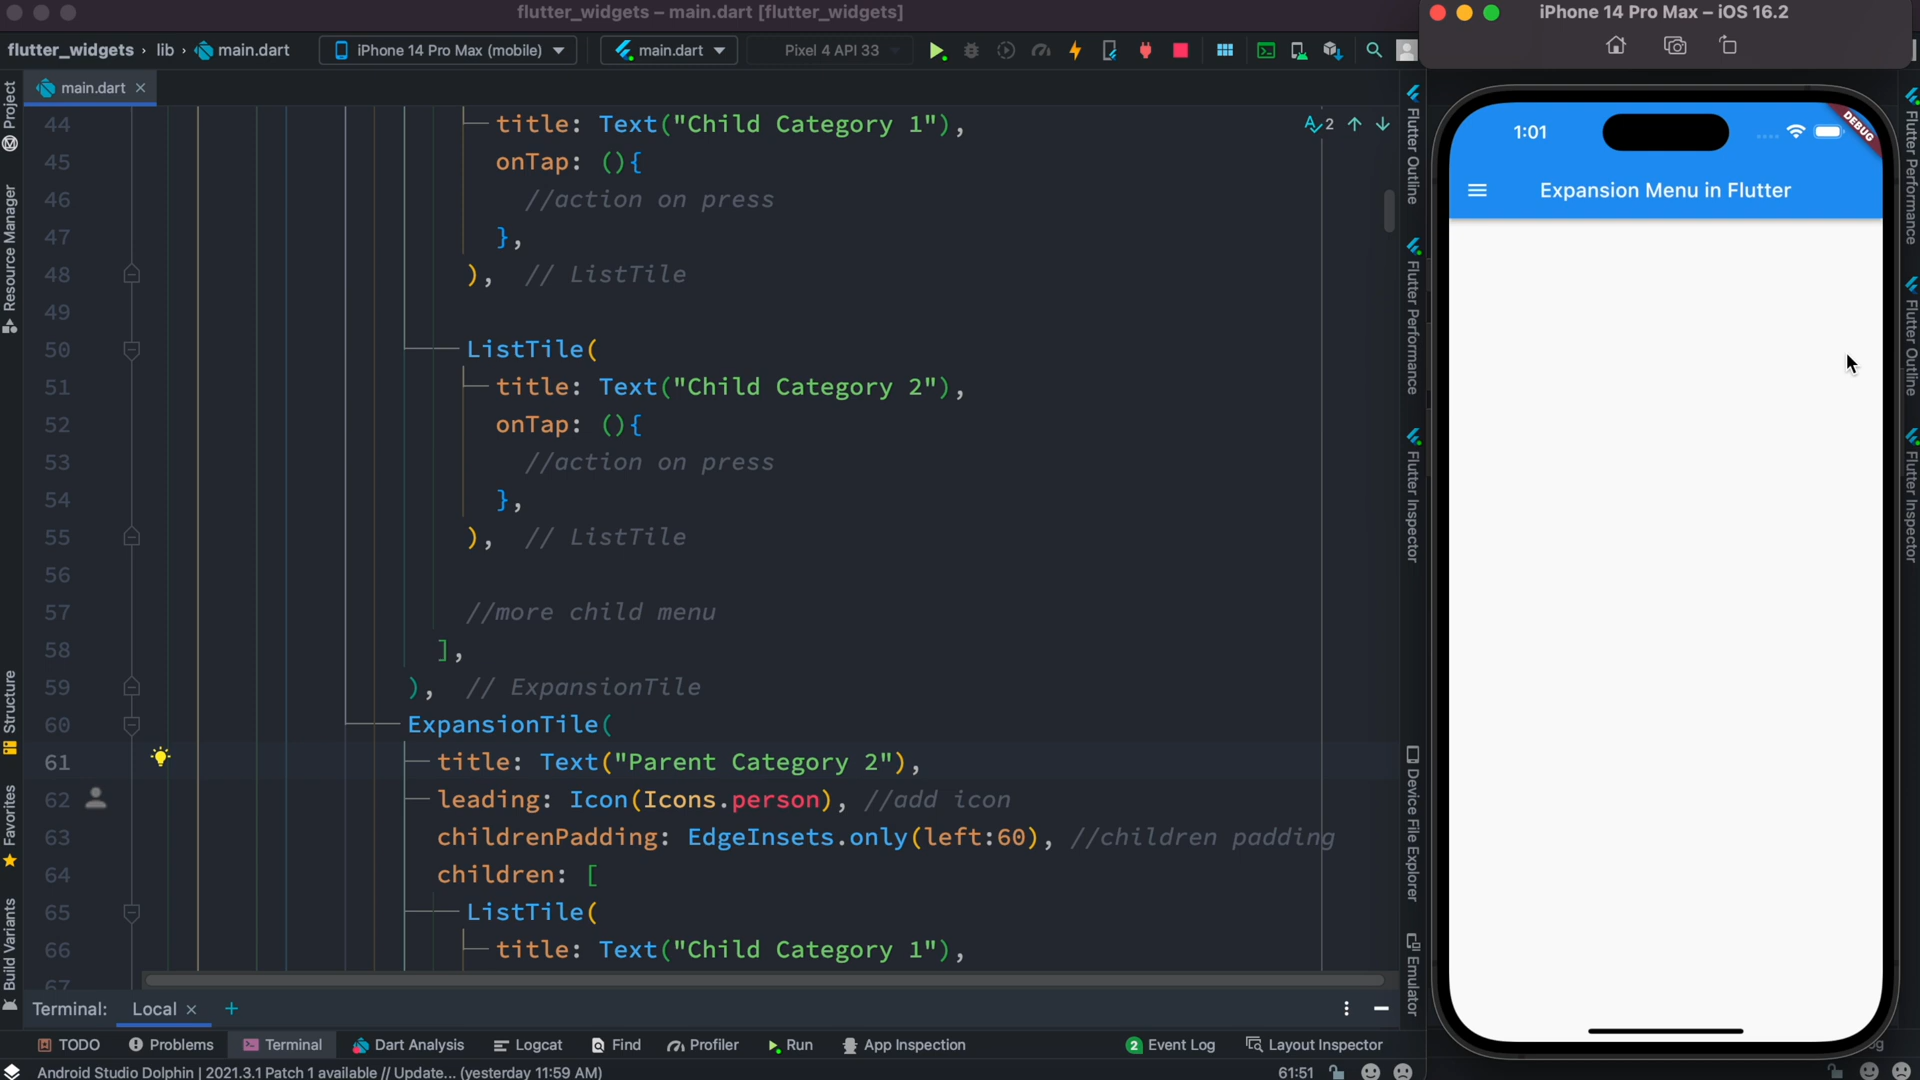 flutter_widgets – main.dart [flutter_widgets]
iPhone 14 Pro Max – iOS 16.2
flutter_widgets › lib › main.dart
iPhone 14 Pro Max (mobile)
main.dart
Pixel 4 API 33
main.dart
Project
Resource Manager
Structure
Favorites
Build Variants
44 title: Text("Child Category 1"),
45 onTap: (){
46 //action on press
47 },
48 ), // ListTile
49
50 ListTile(
51 title: Text("Child Category 2"),
52 onTap: (){
53 //action on press
54 },
55 ), // ListTile
56
57 //more child menu
58 ],
59 ), // ExpansionTile
60 ExpansionTile(
61 title: Text("Parent Category 2"),
62 leading: Icon(Icons.person), //add icon
63 childrenPadding: EdgeInsets.only(left:60), //children padding
64 children: [
65 ListTile(
66 title: Text("Child Category 1"),
67
2
Flutter Outline
Flutter Performance
Flutter Inspector
Device File Explorer
Emulator
1:01
DEBUG
Expansion Menu in Flutter
Flutter Performance
Flutter Outline
Flutter Inspector
Terminal: Local +
TODO Problems Terminal Dart Analysis Logcat Find Profiler Run App Inspection 2 Event Log Layout Inspector
Android Studio Dolphin | 2021.3.1 Patch 1 available // Update... (yesterday 11:59 AM)
61:51